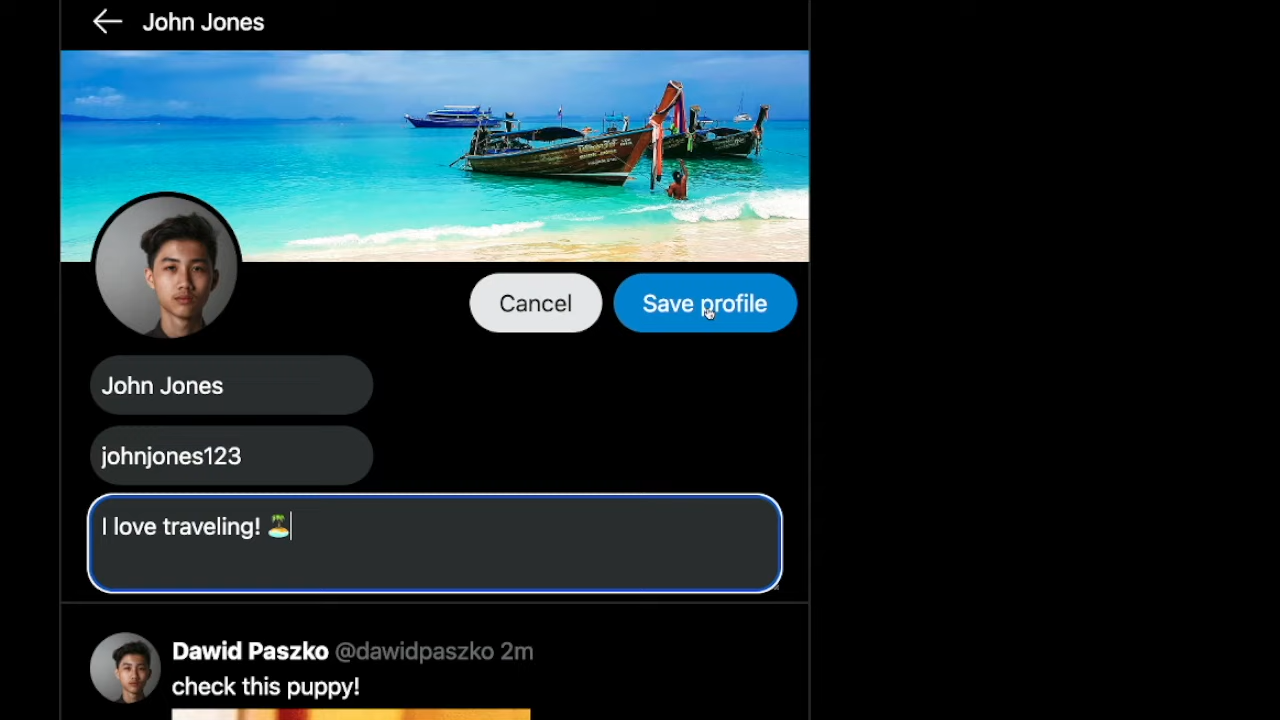 John Jones
Cancel
Save profile
John Jones
johnjones123
I love traveling! 🏝️
Dawid Paszko @dawidpaszko 2m
check this puppy!